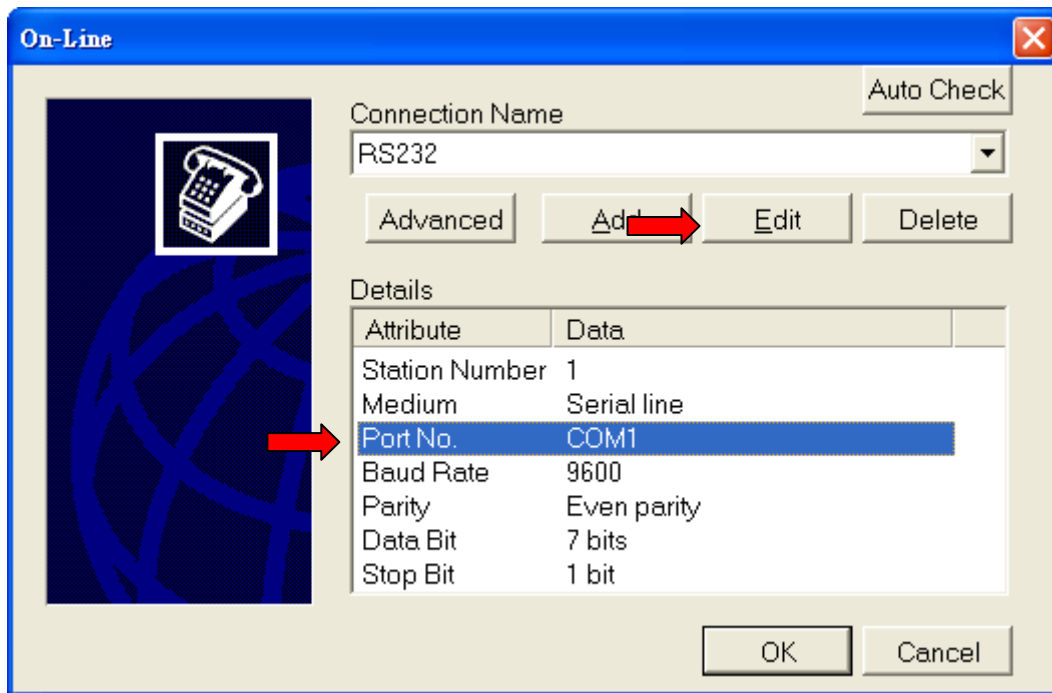 On-Line
Auto Check
Connection Name
RS232
Advanced
Edit
Delete
Details
Attribute Data
Station Number 1
Medium Serial line
Port No. COM1
Baud Rate 9600
Parity Even parity
Data Bit 7 bits
Stop Bit 1 bit
OK Cancel